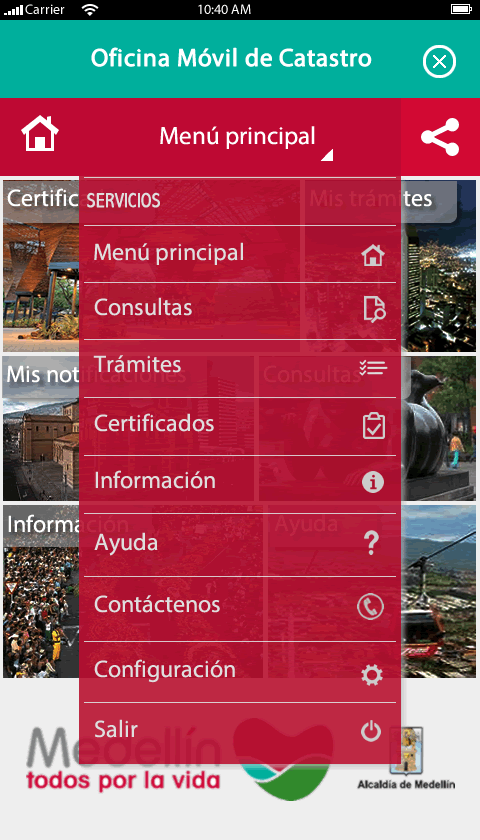 Carrier
10:40 AM
Oficina Móvil de Catastro
Menú principal
Certific
SERVICIOS
Mis trámites
Menú principal
Consultas
Trámites
Mis notificaciones
Consultas
Certificados
Información
Información
Ayuda
Ayuda
Contáctenos
Configuración
Salir
Medellín
todos por la vida
Alcaldía de Medellín